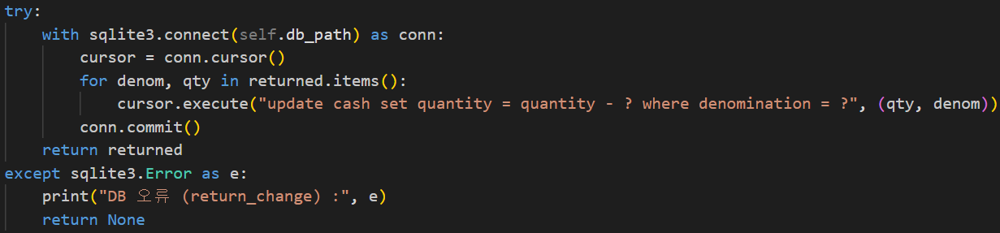 try:
    with sqlite3.connect(self.db_path) as conn:
        cursor = conn.cursor()
        for denom, qty in returned.items():
            cursor.execute("update cash set quantity = quantity - ? where denomination = ?", (qty, denom))
        conn.commit()
    return returned
except sqlite3.Error as e:
    print("DB 오류 (return_change) :", e)
    return None